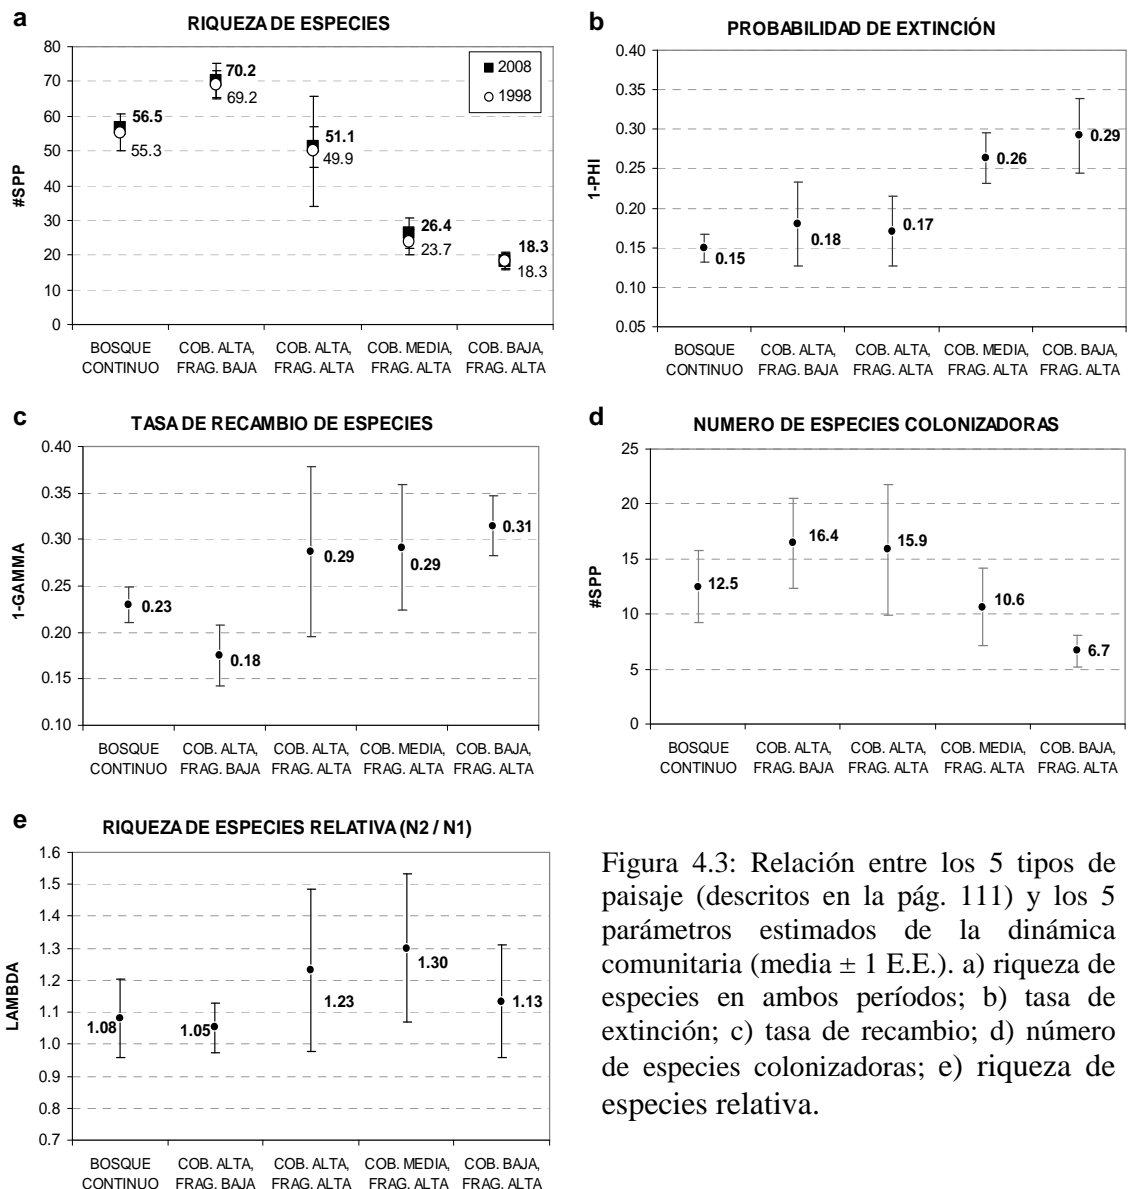 a
RIQUEZA DE ESPECIES
80
70
60
50
40
30
20
10
0
#SPP
2008
1998
56.5
55.3
70.2
69.2
51.1
49.9
26.4
23.7
18.3
18.3
BOSQUE CONTINUO
COB. ALTA, FRAG. BAJA
COB. ALTA, FRAG. ALTA
COB. MEDIA, FRAG. ALTA
COB. BAJA, FRAG. ALTA
b
PROBABILIDAD DE EXTINCIÓN
0.40
0.35
0.30
0.25
0.20
0.15
0.10
0.05
1-PHI
0.15
0.18
0.17
0.26
0.29
BOSQUE CONTINUO
COB. ALTA, FRAG. BAJA
COB. ALTA, FRAG. ALTA
COB. MEDIA, FRAG. ALTA
COB. BAJA, FRAG. ALTA
c
TASA DE RECAMBIO DE ESPECIES
0.40
0.35
0.30
0.25
0.20
0.15
0.10
1-GAMMA
0.23
0.18
0.29
0.29
0.31
BOSQUE CONTINUO
COB. ALTA, FRAG. BAJA
COB. ALTA, FRAG. ALTA
COB. MEDIA, FRAG. ALTA
COB. BAJA, FRAG. ALTA
d
NUMERO DE ESPECIES COLONIZADORAS
25
20
15
10
5
0
#SPP
12.5
16.4
15.9
10.6
6.7
BOSQUE CONTINUO
COB. ALTA, FRAG. BAJA
COB. ALTA, FRAG. ALTA
COB. MEDIA, FRAG. ALTA
COB. BAJA, FRAG. ALTA
e
RIQUEZA DE ESPECIES RELATIVA (N2 / N1)
1.6
1.5
1.4
1.3
1.2
1.1
1.0
0.9
0.8
0.7
LAMBDA
1.08
1.05
1.23
1.30
1.13
BOSQUE CONTINUO
COB. ALTA, FRAG. BAJA
COB. ALTA, FRAG. ALTA
COB. MEDIA, FRAG. ALTA
COB. BAJA, FRAG. ALTA
Figura 4.3: Relación entre los 5 tipos de
paisaje (descritos en la pág. 111) y los 5
parámetros estimados de la dinámica
comunitaria (media ± 1 E.E.). a) riqueza de
especies en ambos períodos; b) tasa de
extinción; c) tasa de recambio; d) número
de especies colonizadoras; e) riqueza de
especies relativa.